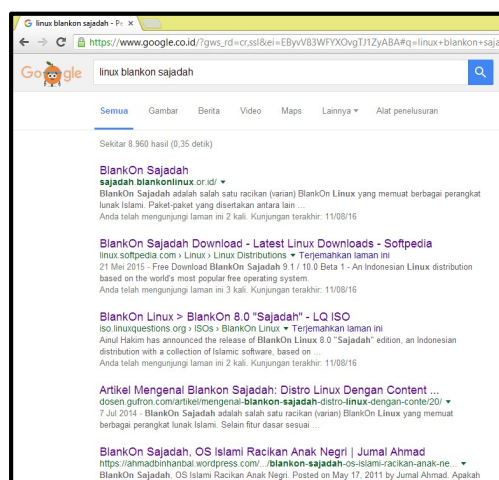 linux blankon sajadah - Pe
https://www.google.co.id/?gws_rd=cr,ssl&ei=EByvV83WFYXOvgTJ1ZyABA#q=linux+blankon+saja
Google
linux blankon sajadah
Semua Gambar Berita Video Maps Lainnya Alat penelusuran
Sekitar 8.960 hasil (0,35 detik)
BlankOn Sajadah
sajadah.blankonlinux.or.id/
BlankOn Sajadah adalah salah satu racikan (varian) BlankOn Linux yang memuat berbagai perangkat
lunak Islami. Paket-paket yang disertakan antara lain ...
Anda telah mengunjungi laman ini 2 kali. Kunjungan terakhir: 11/08/16
BlankOn Sajadah Download - Latest Linux Downloads - Softpedia
linux.softpedia.com › Linux › Linux Distributions Terjemahkan laman ini
21 Mei 2015 - Free Download BlankOn Sajadah 9.1 / 10.0 Beta 1 - An Indonesian Linux distribution
based on the world's most popular free operating system.
Anda telah mengunjungi laman ini 3 kali. Kunjungan terakhir: 11/08/16
BlankOn Linux > BlankOn 8.0 "Sajadah" - LQ ISO
iso.linuxquestions.org › ISOs › BlankOn Linux Terjemahkan laman ini
Ainul Hakim has announced the release of BlankOn Linux 8.0 "Sajadah" edition, an Indonesian
distribution with a collection of Islamic software, based on ...
Anda telah mengunjungi laman ini 2 kali. Kunjungan terakhir: 11/08/16
Artikel Mengenal Blankon Sajadah: Distro Linux Dengan Content ...
dosen.gufron.com/artikel/mengenal-blankon-sajadah-distro-linux-dengan-conte/20/
7 Jul 2014 - BlankOn Sajadah adalah salah satu racikan (varian) BlankOn Linux yang memuat
berbagai perangkat lunak Islami. Selain fitur dasar sesuai ...
BlankOn Sajadah, OS Islami Racikan Anak Negri | Jumal Ahmad
https://ahmadbinhanbal.wordpress.com/.../blankon-sajadah-os-islami-racikan-anak-ne...
BlankOn Sajadah, OS Islami Racikan Anak Negri. Posted on May 17, 2011 by Jumal Ahmad. Apakah